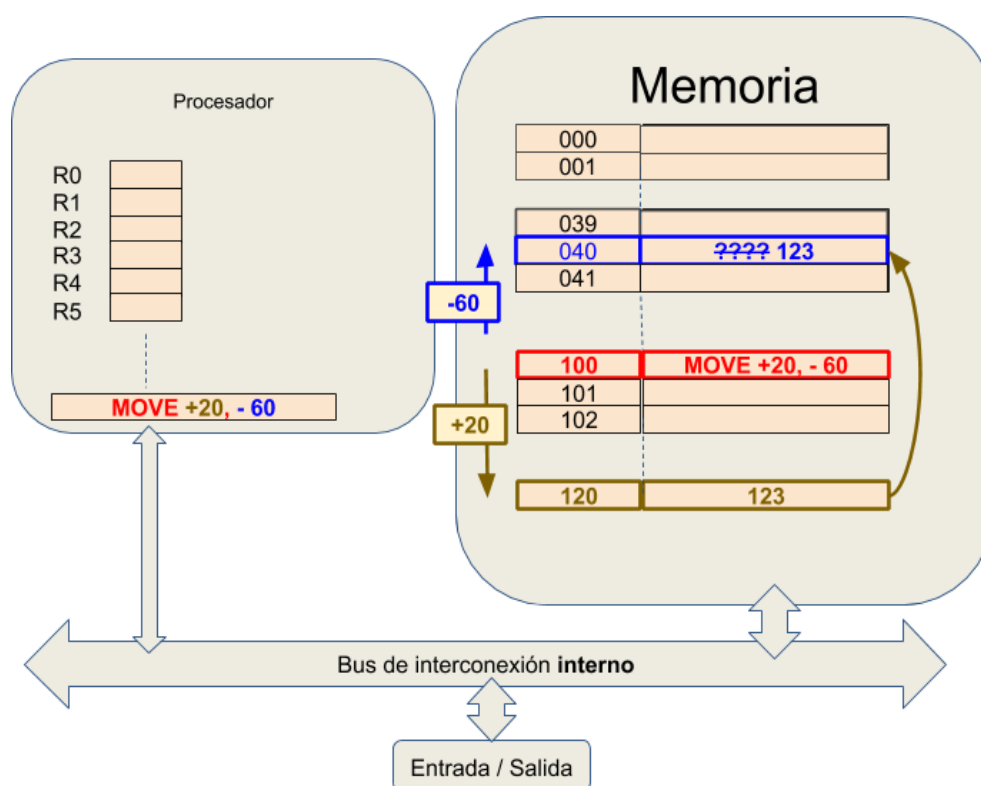 Procesador
R0
R1
R2
R3
R4
R5
MOVE +20, - 60
Memoria
000
001
039
040 ???? 123
041
-60
100 MOVE +20, - 60
101
102
+20
120 123
Bus de interconexión interno
Entrada / Salida